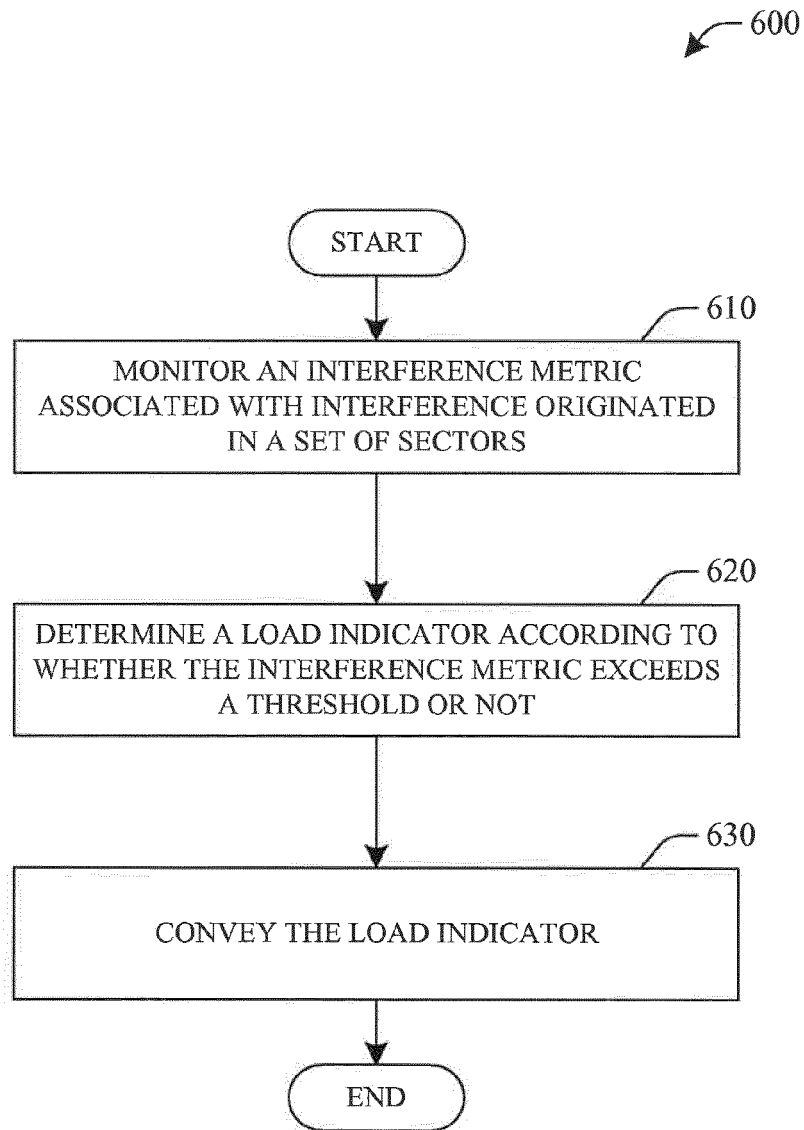 600
START
610
MONITOR AN INTERFERENCE METRIC
ASSOCIATED WITH INTERFERENCE ORIGINATED
IN A SET OF SECTORS
620
DETERMINE A LOAD INDICATOR ACCORDING TO
WHETHER THE INTERFERENCE METRIC EXCEEDS
A THRESHOLD OR NOT
630
CONVEY THE LOAD INDICATOR
END